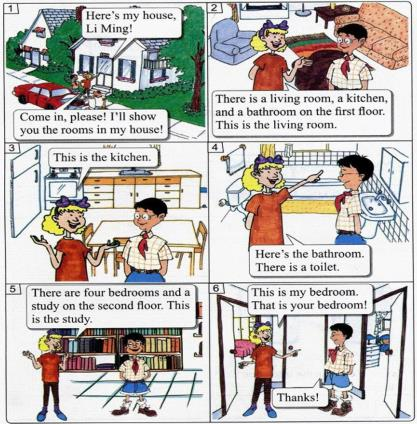 1
Here's my house,
Li Ming!
Come in, please! I'll show
you the rooms in my house!
2
There is a living room, a kitchen,
and a bathroom on the first floor.
This is the living room.
3
This is the kitchen.
4
Here's the bathroom.
There is a toilet.
5
There are four bedrooms and a
study on the second floor. This
is the study.
6
This is my bedroom.
That is your bedroom!
Thanks!